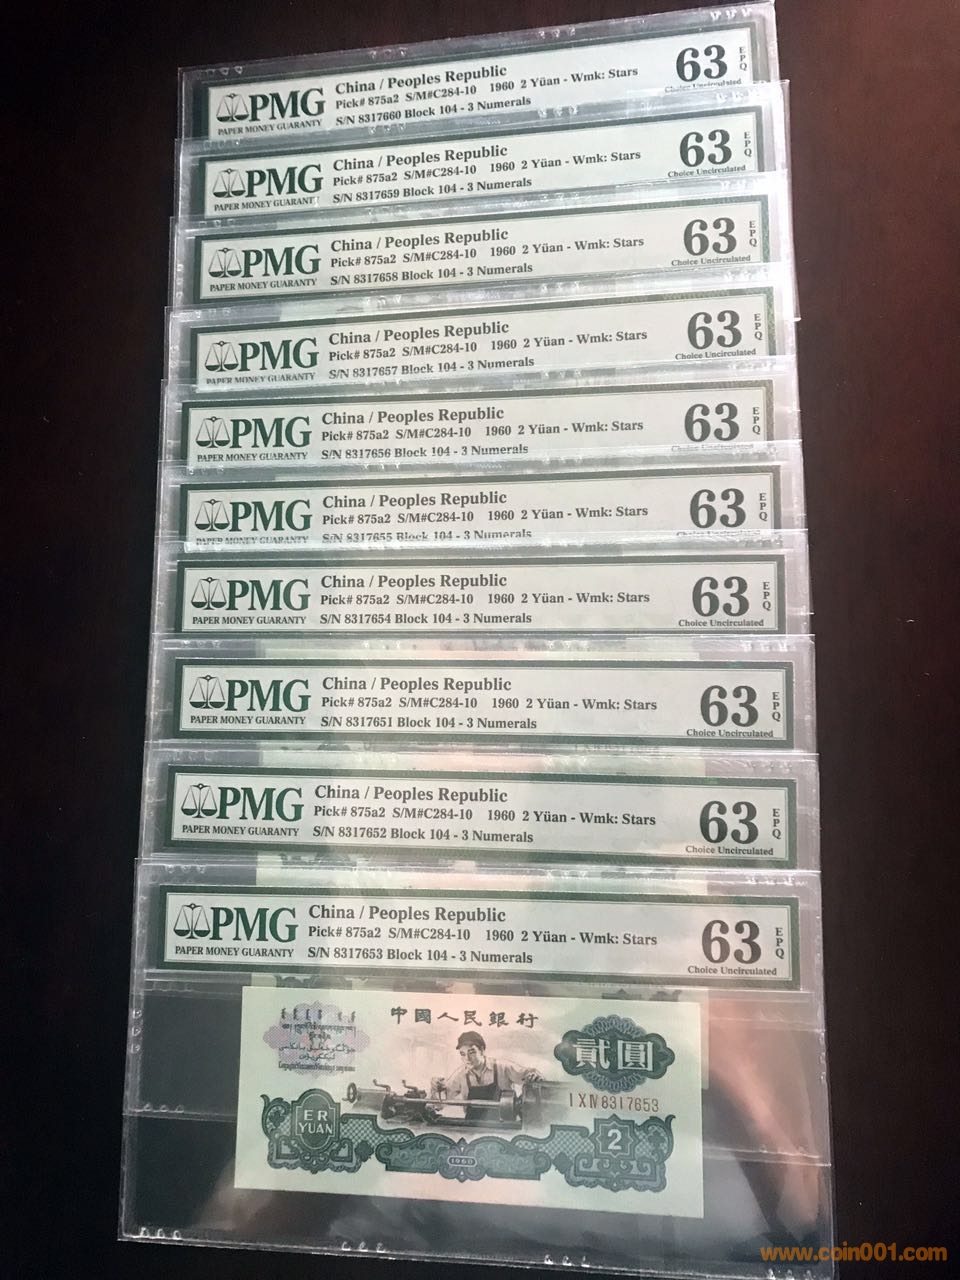 PMG
PAPER MONEY GUARANTY
China / Peoples Republic
Pick# 875a2 S/M#C284-10 1960 2 Yüan - Wmk: Stars
S/N 8317660 Block 104 - 3 Numerals
63
EPQ
Choice Uncirculated
PMG
PAPER MONEY GUARANTY
China / Peoples Republic
Pick# 875a2 S/M#C284-10 1960 2 Yüan - Wmk: Stars
S/N 8317659 Block 104 - 3 Numerals
63
EPQ
Choice Uncirculated
PMG
PAPER MONEY GUARANTY
China / Peoples Republic
Pick# 875a2 S/M#C284-10 1960 2 Yüan - Wmk: Stars
S/N 8317658 Block 104 - 3 Numerals
63
EPQ
Choice Uncirculated
PMG
PAPER MONEY GUARANTY
China / Peoples Republic
Pick# 875a2 S/M#C284-10 1960 2 Yüan - Wmk: Stars
S/N 8317657 Block 104 - 3 Numerals
63
EPQ
Choice Uncirculated
PMG
PAPER MONEY GUARANTY
China / Peoples Republic
Pick# 875a2 S/M#C284-10 1960 2 Yüan - Wmk: Stars
S/N 8317656 Block 104 - 3 Numerals
63
EPQ
Choice Uncirculated
PMG
PAPER MONEY GUARANTY
China / Peoples Republic
Pick# 875a2 S/M#C284-10 1960 2 Yüan - Wmk: Stars
S/N 8317655 Block 104 - 3 Numerals
63
EPQ
Choice Uncirculated
PMG
PAPER MONEY GUARANTY
China / Peoples Republic
Pick# 875a2 S/M#C284-10 1960 2 Yüan - Wmk: Stars
S/N 8317654 Block 104 - 3 Numerals
63
EPQ
Choice Uncirculated
PMG
PAPER MONEY GUARANTY
China / Peoples Republic
Pick# 875a2 S/M#C284-10 1960 2 Yüan - Wmk: Stars
S/N 8317651 Block 104 - 3 Numerals
63
EPQ
Choice Uncirculated
PMG
PAPER MONEY GUARANTY
China / Peoples Republic
Pick# 875a2 S/M#C284-10 1960 2 Yüan - Wmk: Stars
S/N 8317652 Block 104 - 3 Numerals
63
EPQ
Choice Uncirculated
PMG
PAPER MONEY GUARANTY
China / Peoples Republic
Pick# 875a2 S/M#C284-10 1960 2 Yüan - Wmk: Stars
S/N 8317653 Block 104 - 3 Numerals
63
EPQ
Choice Uncirculated
中國人民銀行
貳圓
I X IV 8317653
ER
YUAN
2
1960
www.coin001.com